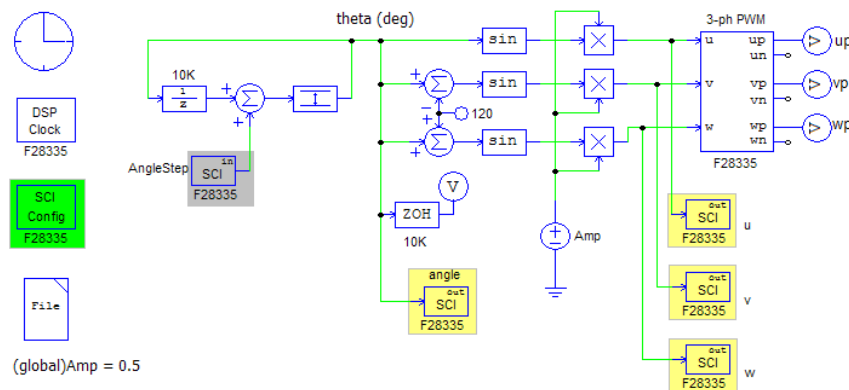 theta (deg)
3-ph PWM
sin
u
up
un
up
10K
1
z
Σ
Σ
sin
v
vp
vn
vp
120
DSP
Clock
F28335
Σ
sin
w
wp
wn
wp
F28335
AngleStep
in
SCI
F28335
V
SCI
Config
F28335
ZOH
10K
Amp
out
SCI
F28335
u
angle
out
SCI
F28335
out
SCI
F28335
v
File
out
SCI
F28335
w
(global)Amp = 0.5